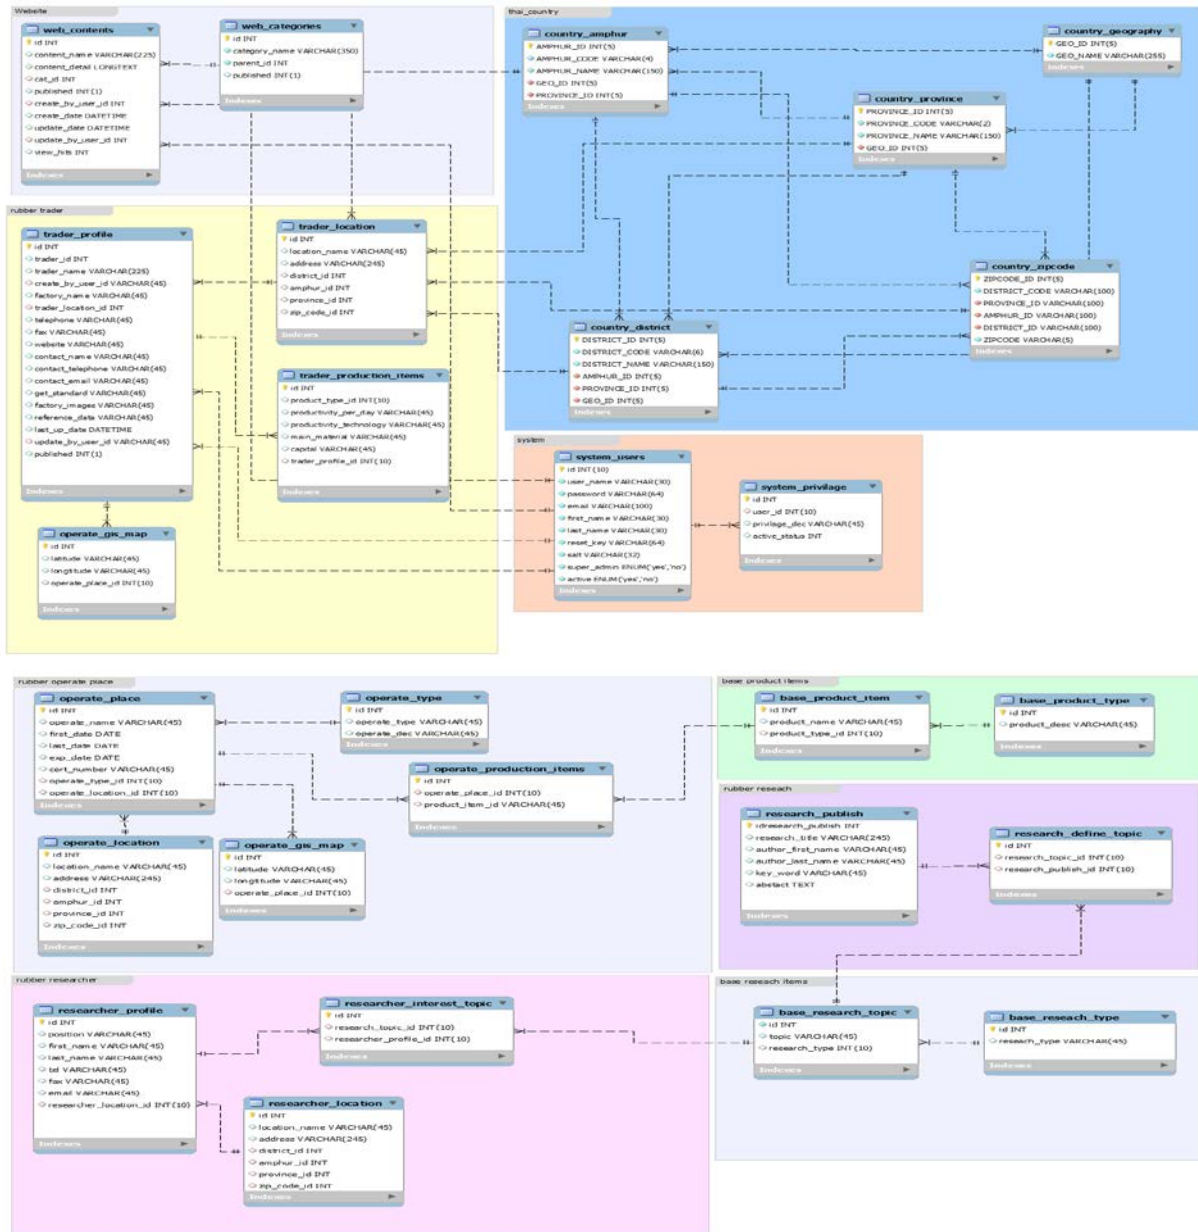 Website
web_contents
id INT
content_name VARCHAR(225)
content_detail LONGTEXT
cat_id INT
published INT(1)
create_by_user_id INT
create_date DATETIME
update_date DATETIME
update_by_user_id INT
view_hits INT
Indexes
web_categories
id INT
category_name VARCHAR(350)
parent_id INT
published INT(1)
Indexes
thai_country
country_amphur
AMPHUR_ID INT(5)
AMPHUR_CODE VARCHAR(4)
AMPHUR_NAME VARCHAR(150)
GEO_ID INT(5)
PROVINCE_ID INT(5)
Indexes
country_geography
GEO_ID INT(5)
GEO_NAME VARCHAR(255)
Indexes
country_province
PROVINCE_ID INT(5)
PROVINCE_CODE VARCHAR(2)
PROVINCE_NAME VARCHAR(150)
GEO_ID INT(5)
Indexes
country_zipcode
ZIPCODE_ID INT(5)
DISTRICT_CODE VARCHAR(100)
PROVINCE_ID VARCHAR(100)
AMPHUR_ID VARCHAR(100)
DISTRICT_ID VARCHAR(100)
ZIPCODE VARCHAR(5)
Indexes
country_district
DISTRICT_ID INT(5)
DISTRICT_CODE VARCHAR(6)
DISTRICT_NAME VARCHAR(150)
AMPHUR_ID INT(5)
PROVINCE_ID INT(5)
GEO_ID INT(5)
Indexes
rubber trader
trader_profile
id INT
trader_id INT
trader_name VARCHAR(225)
create_by_user_id VARCHAR(45)
factory_name VARCHAR(45)
trader_location_id INT
telephone VARCHAR(45)
fax VARCHAR(45)
website VARCHAR(45)
contact_name VARCHAR(45)
contact_telephone VARCHAR(45)
contact_email VARCHAR(45)
get_standard VARCHAR(45)
factory_images VARCHAR(45)
reference_data VARCHAR(45)
last_up_date DATETIME
update_by_user_id VARCHAR(45)
published INT(1)
Indexes
trader_location
id INT
location_name VARCHAR(45)
address VARCHAR(245)
district_id INT
amphur_id INT
province_id INT
zip_code_id INT
Indexes
trader_production_items
id INT
product_type_id INT(10)
productivity_per_day VARCHAR(45)
productivity_technology VARCHAR(45)
main_material VARCHAR(45)
capital VARCHAR(45)
trader_profile_id INT(10)
Indexes
operate_gis_map
id INT
latitude VARCHAR(45)
longtitude VARCHAR(45)
operate_place_id INT(10)
Indexes
system
system_users
id INT(10)
user_name VARCHAR(30)
password VARCHAR(64)
email VARCHAR(100)
first_name VARCHAR(30)
last_name VARCHAR(30)
reset_key VARCHAR(64)
salt VARCHAR(32)
super_admin ENUM('yes','no')
active ENUM('yes','no')
Indexes
system_privilage
id INT
user_id INT(10)
privilage_dec VARCHAR(45)
active_status INT
Indexes
rubber operate place
operate_place
id INT
operate_name VARCHAR(45)
first_date DATE
last_date DATE
exp_date DATE
cert_number VARCHAR(45)
operate_type_id INT(10)
operate_location_id INT(10)
Indexes
operate_type
id INT
operate_type VARCHAR(45)
operate_dec VARCHAR(45)
Indexes
operate_production_items
id INT
operate_place_id INT(10)
product_item_id VARCHAR(45)
Indexes
operate_location
id INT
location_name VARCHAR(45)
address VARCHAR(245)
district_id INT
amphur_id INT
province_id INT
zip_code_id INT
Indexes
operate_gis_map
id INT
latitude VARCHAR(45)
longtitude VARCHAR(45)
operate_place_id INT(10)
Indexes
base product items
base_product_item
id INT
product_name VARCHAR(45)
product_type_id INT(10)
Indexes
base_product_type
id INT
product_desc VARCHAR(45)
Indexes
rubber reseach
research_publish
idresearch_publish INT
research_title VARCHAR(245)
author_first_name VARCHAR(45)
author_last_name VARCHAR(45)
key_word VARCHAR(45)
abstact TEXT
Indexes
research_define_topic
id INT
research_topic_id INT(10)
research_publish_id INT(10)
Indexes
rubber researcher
researcher_profile
id INT
position VARCHAR(45)
first_name VARCHAR(45)
last_name VARCHAR(45)
tel VARCHAR(45)
fax VARCHAR(45)
email VARCHAR(45)
researcher_location_id INT(10)
Indexes
researcher_interest_topic
id INT
research_topic_id INT(10)
researcher_profile_id INT(10)
Indexes
researcher_location
id INT
location_name VARCHAR(45)
address VARCHAR(245)
district_id INT
amphur_id INT
province_id INT
zip_code_id INT
Indexes
base reseach items
base_research_topic
id INT
topic VARCHAR(45)
research_type INT(10)
Indexes
base_reseach_type
id INT
reseach_type VARCHAR(45)
Indexes